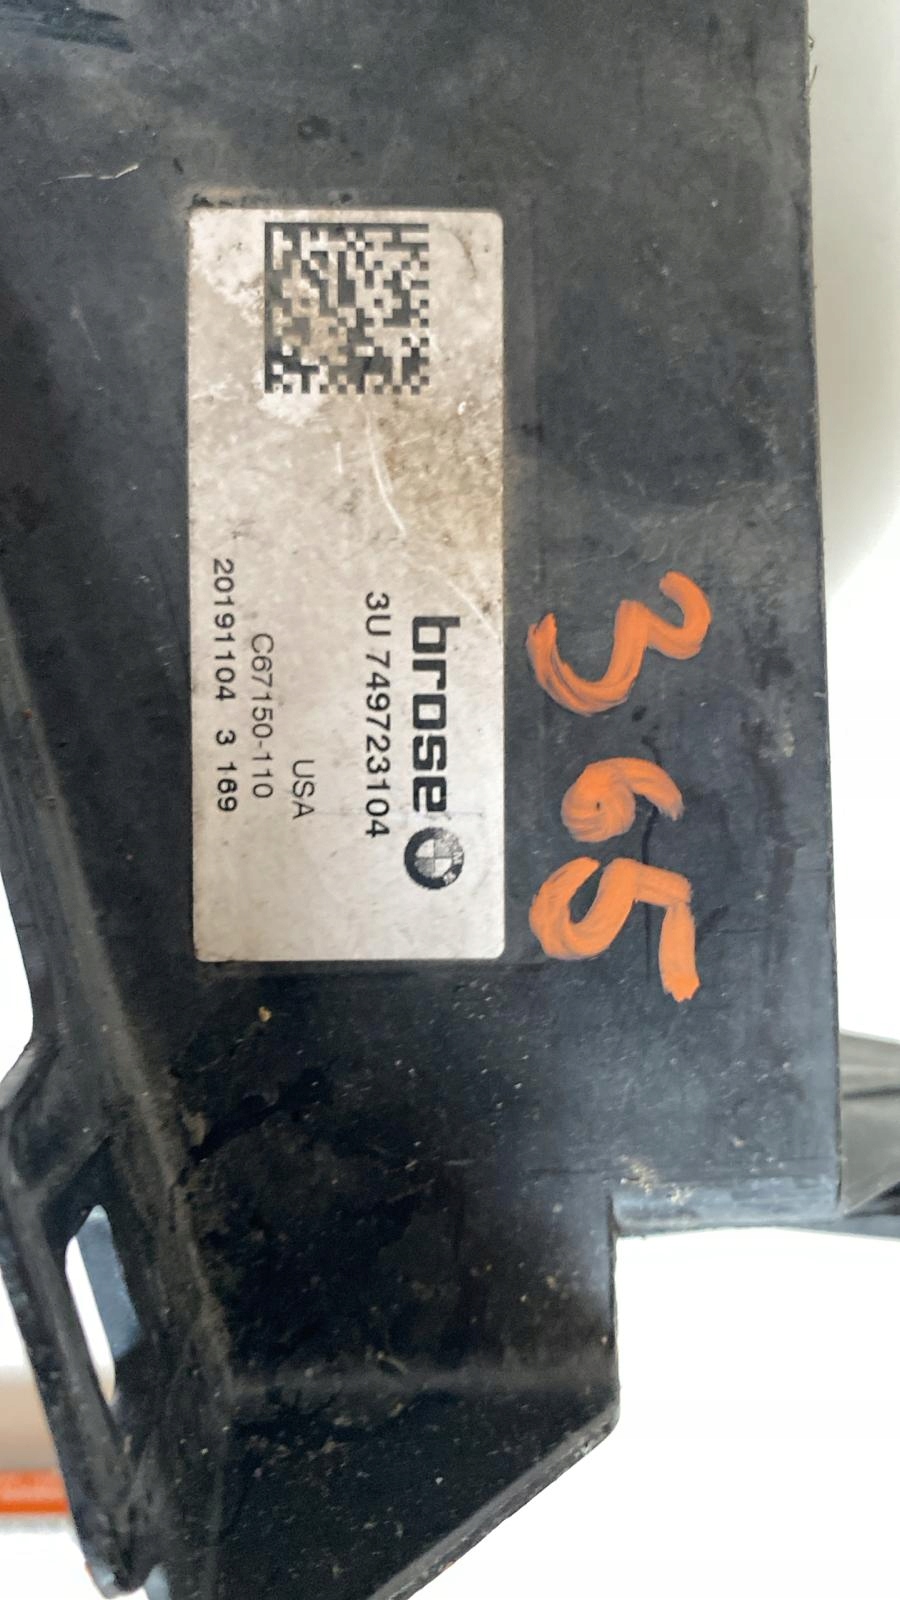 brose
3U 749723104
USA
C67150-110
20191104 3 169
365